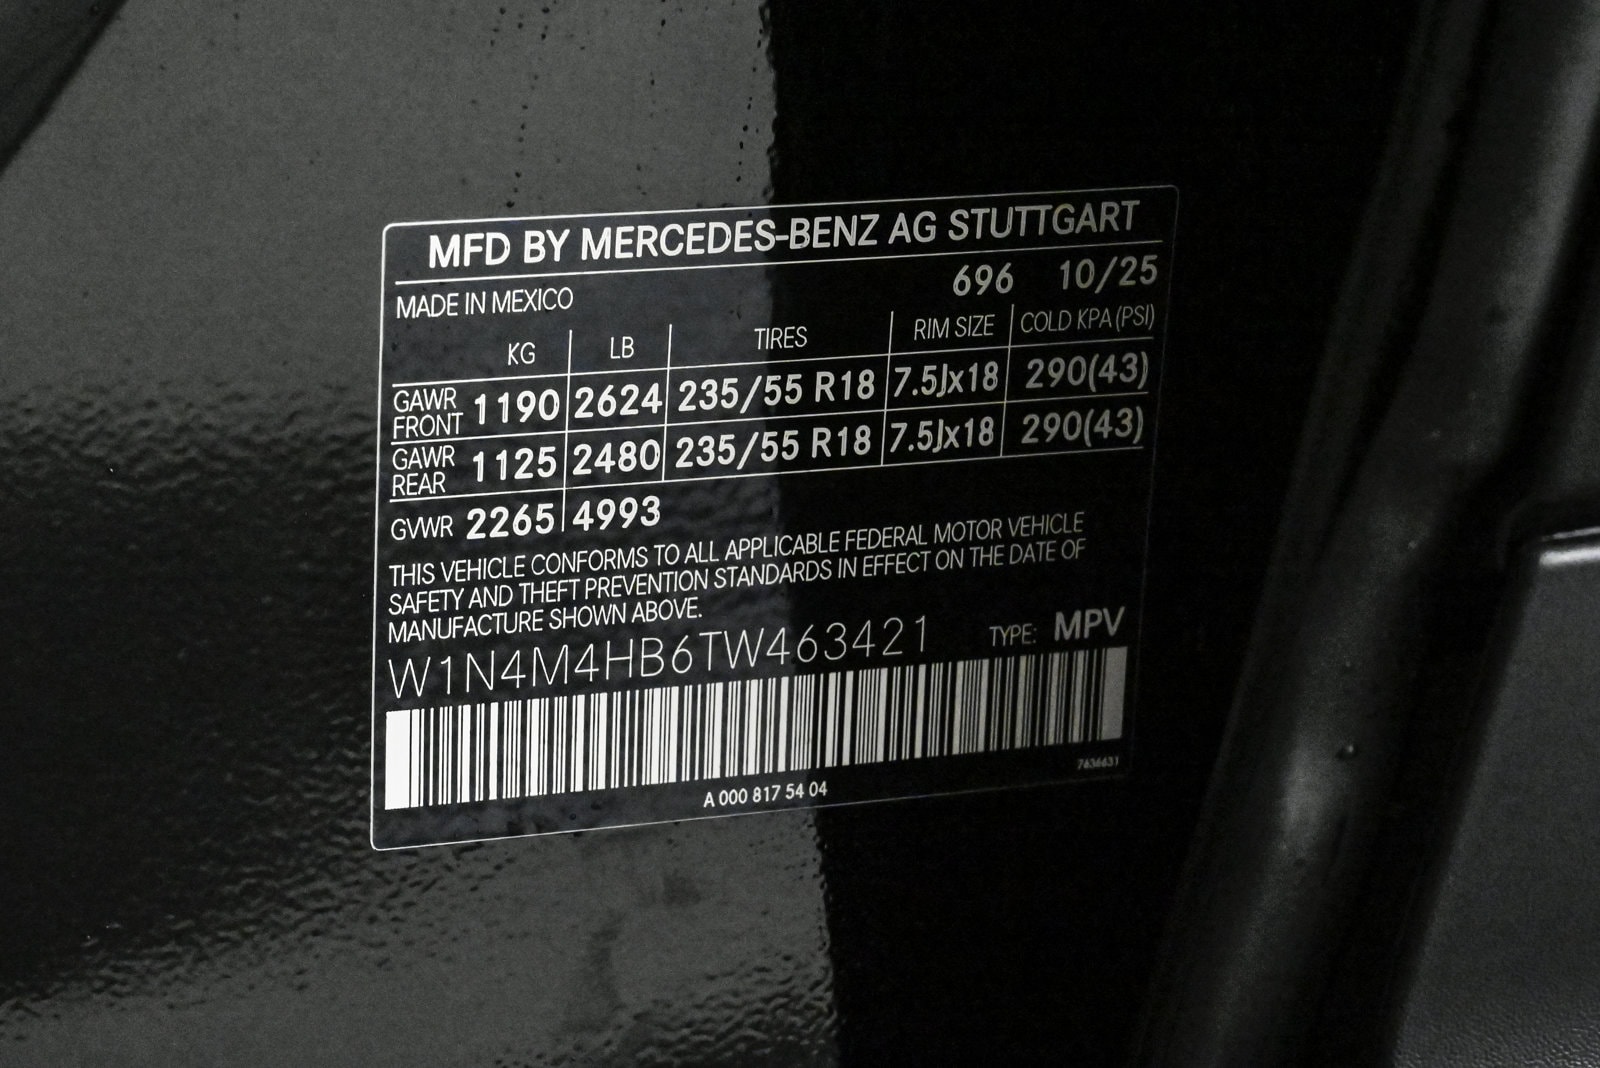 MFD BY MERCEDES-BENZ AG STUTTGART
MADE IN MEXICO 696 10/25
KG LB TIRES RIM SIZE COLD KPA (PSI)
GAWR FRONT 1190 2624 235/55 R18 7.5Jx18 290(43)
GAWR REAR 1125 2480 235/55 R18 7.5Jx18 290(43)
GVWR 2265 4993
THIS VEHICLE CONFORMS TO ALL APPLICABLE FEDERAL MOTOR VEHICLE
SAFETY AND THEFT PREVENTION STANDARDS IN EFFECT ON THE DATE OF
MANUFACTURE SHOWN ABOVE.
W1N4M4HB6TW463421 TYPE: MPV
7636631
A 000 817 54 04